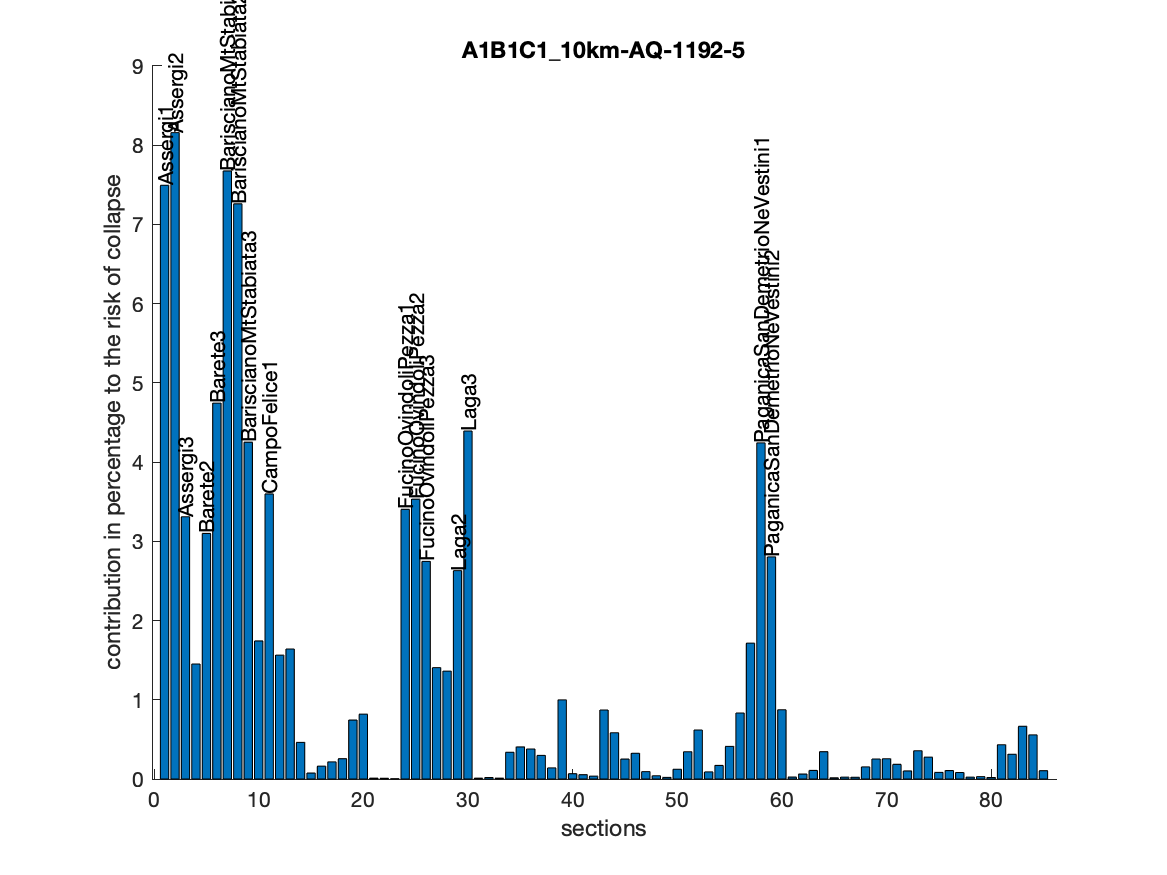 A1B1C1_10km-AQ-1192-5
contribution in percentage to the risk of collapse
9
8
7
6
5
4
3
2
1
0
Assergi1
Assergi2
Assergi3
Barete2
Barete3
BariscianoMtStabi
BariscianoMtStabiata
BariscianoMtStabiata3
CampoFelice1
FucinoOvindoliPezza1
FucinoOvindoliPezza2
FucinoOvindoliPezza3
Laga2
Laga3
PaganicaSanDemetrioNeVestini1
PaganicaSanDemetrioNeVestini2
0 10 20 30 40 50 60 70 80
sections